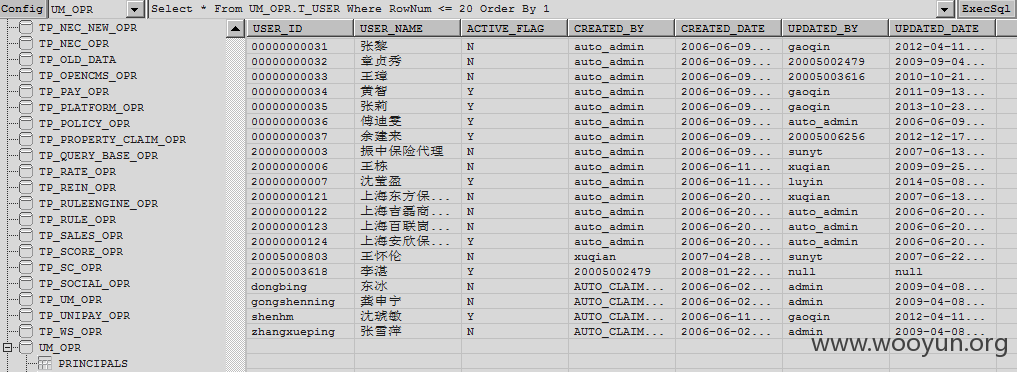 Config UM_OPR Select * From UM_OPR.T_USER Where RowNum <= 20 Order By 1 ExecSql
TP_NEC_NEW_OPR
TP_NEC_OPR
TP_OLD_DATA
TP_OPENCMS_OPR
TP_PAY_OPR
TP_PLATFORM_OPR
TP_POLICY_OPR
TP_PROPERTY_CLAIM_OPR
TP_QUERY_BASE_OPR
TP_RATE_OPR
TP_REIN_OPR
TP_RULEENGINE_OPR
TP_RULE_OPR
TP_SALES_OPR
TP_SCORE_OPR
TP_SC_OPR
TP_SOCIAL_OPR
TP_UM_OPR
TP_UNIPAY_OPR
TP_WS_OPR
UM_OPR
PRINCIPALS
USER_ID USER_NAME ACTIVE_FLAG CREATED_BY CREATED_DATE UPDATED_BY UPDATED_DATE
00000000031 张黎 N auto_admin 2006-06-09... gaoqin 2012-04-11...
00000000032 童贞秀 N auto_admin 2006-06-09... 20005002479 2009-09-04...
00000000033 王璋 N auto_admin 2006-06-09... 20005003616 2010-10-21...
00000000034 黄智 Y auto_admin 2006-06-09... gaoqin 2011-09-13...
00000000035 张莉 Y auto_admin 2006-06-09... gaoqin 2013-10-23...
00000000036 傅迪雯 Y auto_admin 2006-06-09... auto_admin 2006-06-09...
00000000037 余建来 Y auto_admin 2006-06-09... 20005006256 2012-12-17...
20000000003 振中保险代理 N auto_admin 2006-06-09... sunyt 2007-06-13...
20000000006 王栋 N auto_admin 2006-06-11... xuqian 2009-09-25...
20000000007 沈莹盈 Y auto_admin 2006-06-11... luyin 2014-05-08...
20000000121 上海东方保... N auto_admin 2006-06-20... xuqian 2007-06-13...
20000000122 上海吉磊商... N auto_admin 2006-06-20... auto_admin 2006-06-20...
20000000123 上海百联岗... N auto_admin 2006-06-20... auto_admin 2006-06-20...
20000000124 上海安欣保... Y auto_admin 2006-06-20... auto_admin 2006-06-20...
20005000803 王怀伦 N xuqian 2007-04-28... sunyt 2007-06-22...
20005003618 李湛 Y 20005002479 2008-01-22... null null
dongbing 东冰 N AUTO_CLAIM... 2006-06-02... admin 2009-04-08...
gongshenning 龚申宁 N AUTO_CLAIM... 2006-06-02... admin 2009-04-08...
shenhm 沈琥敏 Y AUTO_CLAIM... 2006-06-11... gaoqin 2012-04-11...
zhangxueping 张雪萍 N AUTO_CLAIM... 2006-06-02... admin 2009-04-08...
www.wooyun.org